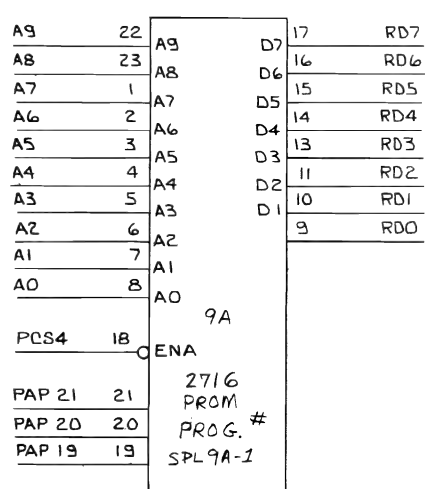 A9 22 A9 D7 17 RD7
A8 23 A8 D6 16 RD6
A7 1 A7 D5 15 RD5
A6 2 A6 D4 14 RD4
A5 3 A5 D3 13 RD3
A4 4 A4 D2 11 RD2
A3 5 A3 D1 10 RD1
A2 6 A2 9 RD0
A1 7 A1
A0 8 A0
9A
PCS4 18 ENA
2716
PAP 21 21 PROM
PAP 20 20 PROG. #
PAP 19 19 SPL9A-1